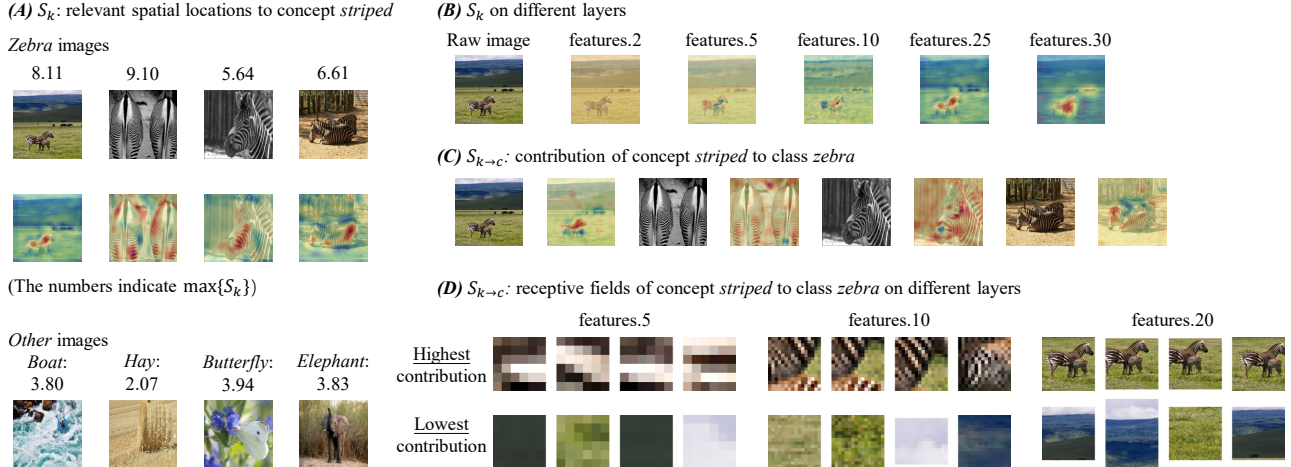 (A) S_k: relevant spatial locations to concept striped
Zebra images
8.11 9.10 5.64 6.61
(The numbers indicate max{S_k})
Other images
Boat: Hay: Butterfly: Elephant:
3.80 2.07 3.94 3.83
(B) S_k on different layers
Raw image features.2 features.5 features.10 features.25 features.30
(C) S_{k→c}: contribution of concept striped to class zebra
(D) S_{k→c}: receptive fields of concept striped to class zebra on different layers
features.5 features.10 features.20
Highest
contribution
Lowest
contribution